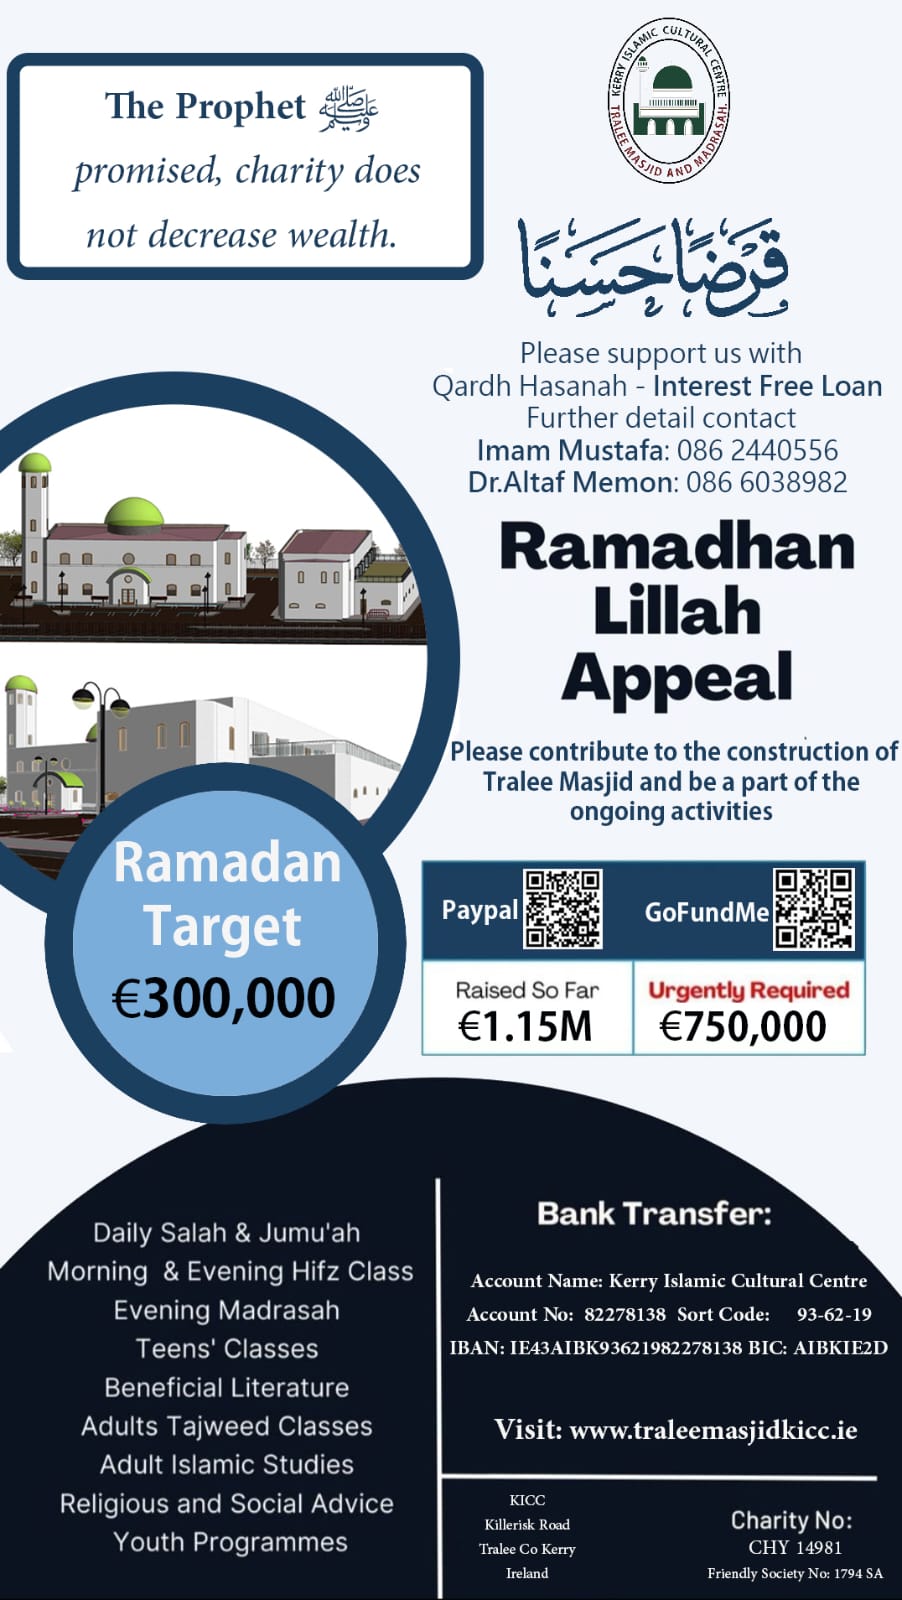 The Prophet ﷺ
promised, charity does
not decrease wealth.
KERRY ISLAMIC CULTURAL CENTRE
TRALEE MASJID AND MADRASAH.
قَرْضًا حَسَنًا
Please support us with
Qardh Hasanah - Interest Free Loan
Further detail contact
Imam Mustafa: 086 2440556
Dr.Altaf Memon: 086 6038982
Ramadhan
Lillah
Appeal
Please contribute to the construction of
Tralee Masjid and be a part of the
ongoing activities
Ramadan
Target
€300,000
Paypal
GoFundMe
Raised So Far
€1.15M
Urgently Required
€750,000
Daily Salah & Jumu'ah
Morning & Evening Hifz Class
Evening Madrasah
Teens' Classes
Beneficial Literature
Adults Tajweed Classes
Adult Islamic Studies
Religious and Social Advice
Youth Programmes
Bank Transfer:
Account Name: Kerry Islamic Cultural Centre
Account No: 82278138 Sort Code: 93-62-19
IBAN: IE43AIBK93621982278138 BIC: AIBKIE2D
Visit: www.traleemasjidkicc.ie
KICC
Killerisk Road
Tralee Co Kerry
Ireland
Charity No:
CHY 14981
Friendly Society No: 1794 SA